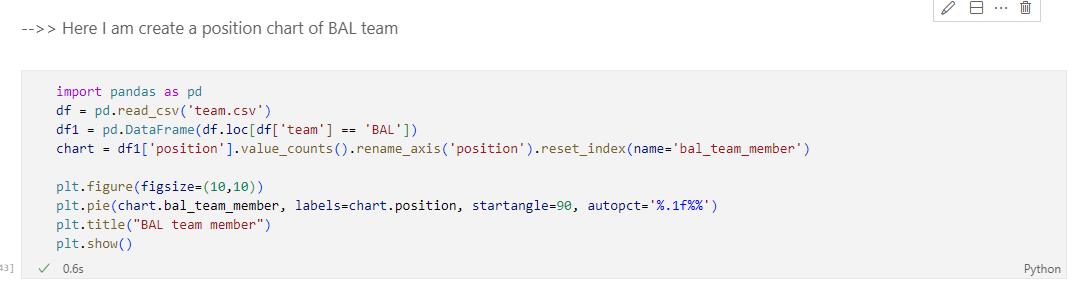 -->> Here I am create a position chart of BAL team
import pandas as pd
df = pd.read_csv('team.csv')
df1 = pd.DataFrame(df.loc[df['team'] == 'BAL'])
chart = df1['position'].value_counts().rename_axis('position').reset_index(name='bal_team_member')
plt.figure(figsize=(10,10))
plt.pie(chart.bal_team_member, labels=chart.position, startangle=90, autopct='%.1f%%')
plt.title("BAL team member")
plt.show()
43] 0.6s Python